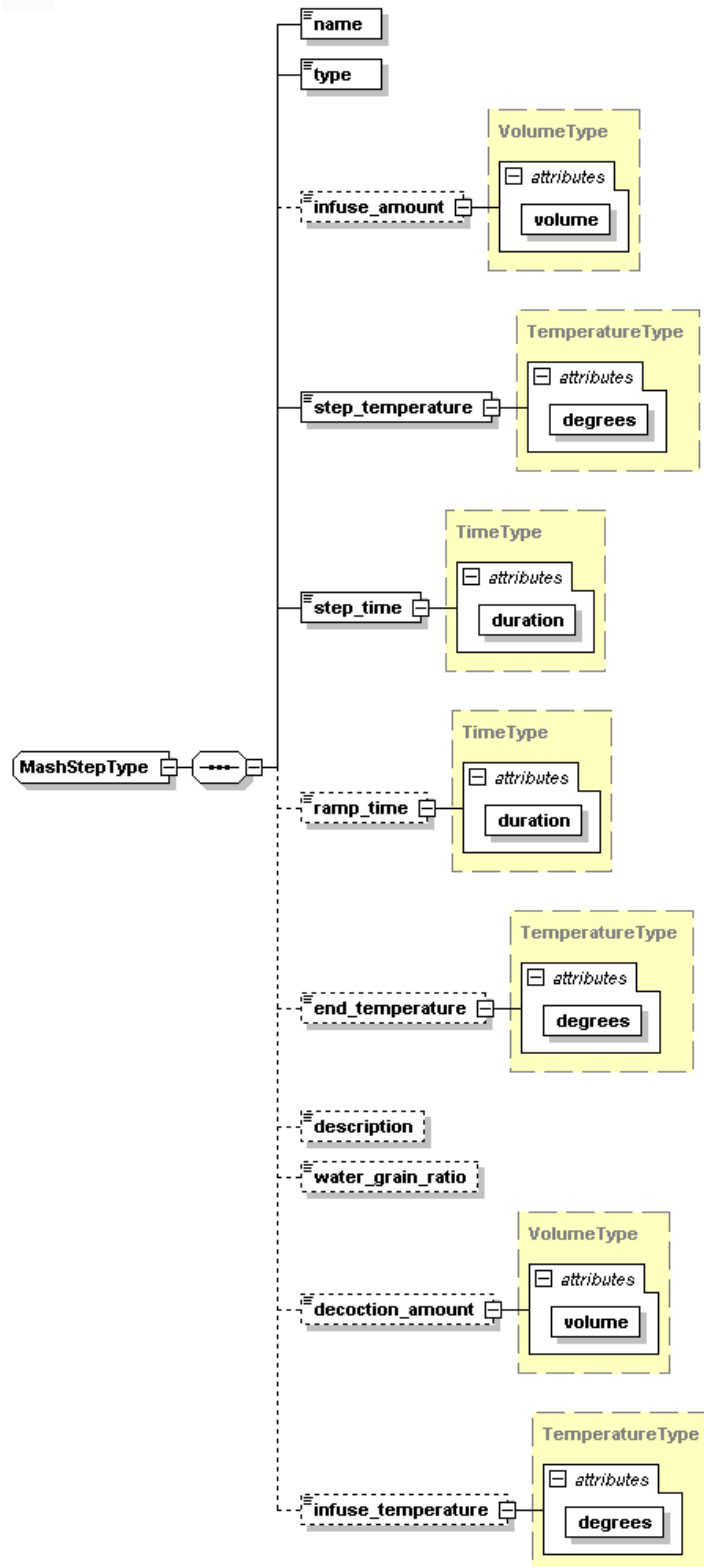 name
type
VolumeType
attributes
infuse_amount
volume
TemperatureType
attributes
step_temperature
degrees
TimeType
attributes
step_time
duration
TimeType
MashStepType
attributes
ramp_time
duration
TemperatureType
attributes
end_temperature
degrees
description
water_grain_ratio
VolumeType
attributes
decoction_amount
volume
TemperatureType
attributes
infuse_temperature
degrees